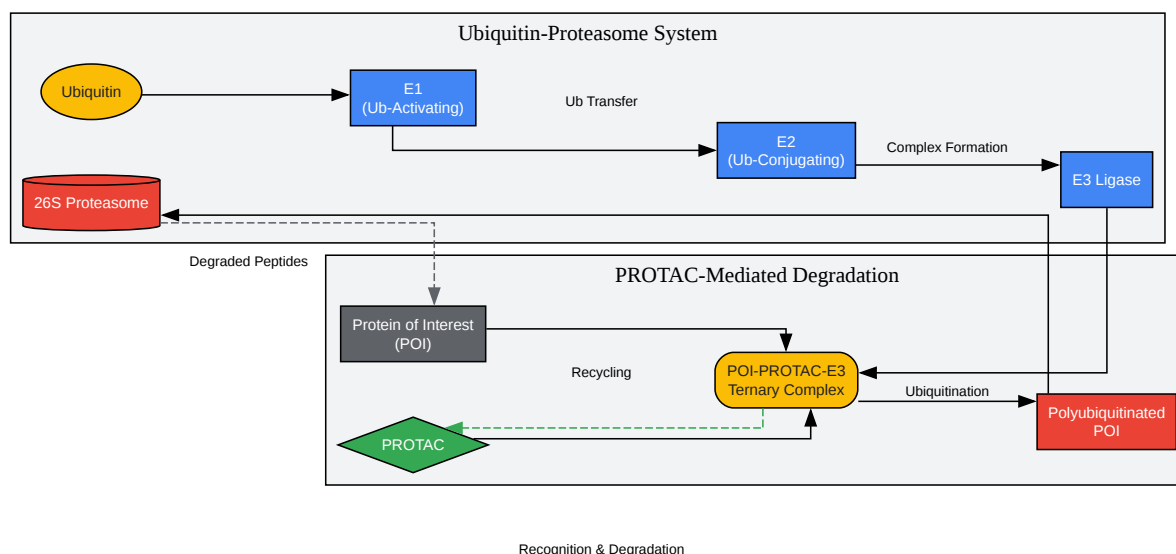 Ubiquitin-Proteasome System
Ubiquitin
E1
(Ub-Activating)
Ub Transfer
E2
(Ub-Conjugating)
Complex Formation
E3 Ligase
26S Proteasome
Degraded Peptides
PROTAC-Mediated Degradation
Protein of Interest
(POI)
Recycling
POI-PROTAC-E3
Ternary Complex
Ubiquitination
Polyubiquitinated
POI
PROTAC
Recognition & Degradation